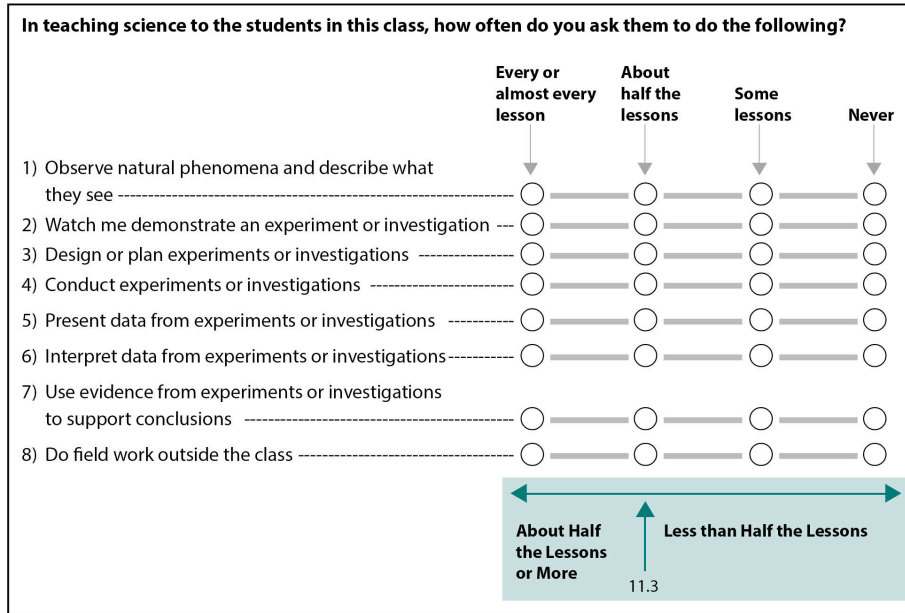 In teaching science to the students in this class, how often do you ask them to do the following?
Every or almost every lesson
About half the lessons
Some lessons
Never
1) Observe natural phenomena and describe what
they see
2) Watch me demonstrate an experiment or investigation
3) Design or plan experiments or investigations
4) Conduct experiments or investigations
5) Present data from experiments or investigations
6) Interpret data from experiments or investigations
7) Use evidence from experiments or investigations
to support conclusions
8) Do field work outside the class
About Half
the Lessons
or More
Less than Half the Lessons
11.3